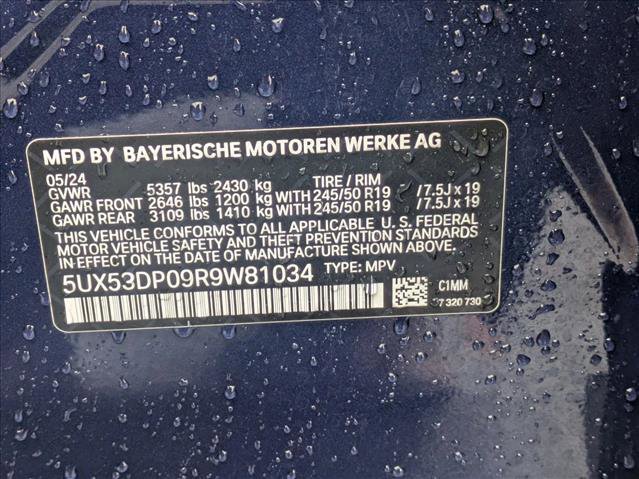 MFD BY BAYERISCHE MOTOREN WERKE AG
05/24 TIRE / RIM
GVWR 5357 lbs 2430 kg
GAWR FRONT 2646 lbs 1200 kg WITH 245/50 R19 /7.5J x 19
GAWR REAR 3109 lbs 1410 kg WITH 245/50 R19 /7.5J x 19
THIS VEHICLE CONFORMS TO ALL APPLICABLE U. S. FEDERAL
MOTOR VEHICLE SAFETY AND THEFT PREVENTION STANDARDS
IN EFFECT ON THE DATE OF MANUFACTURE SHOWN ABOVE.
5UX53DP09R9W81034 TYPE: MPV
C1MM
7 320 730